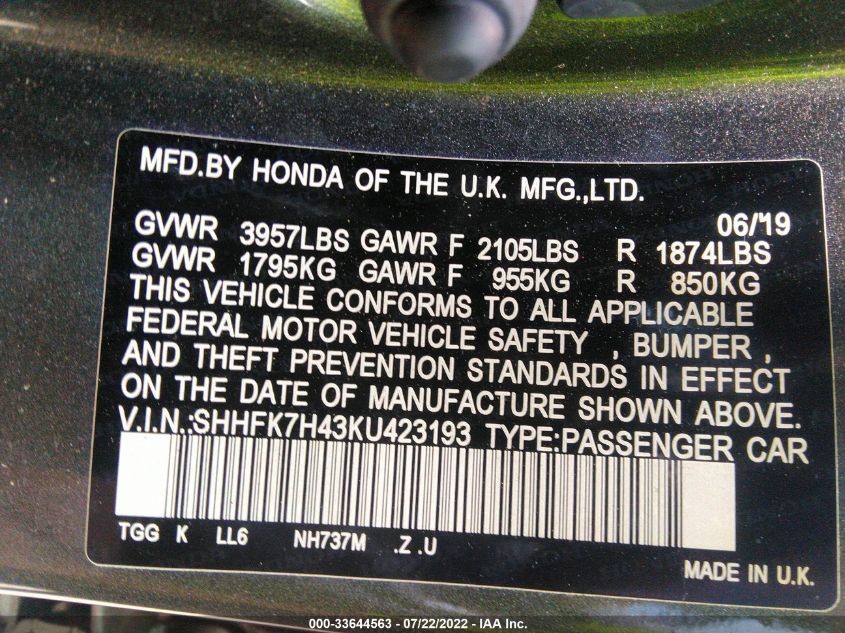 MFD.BY HONDA OF THE U.K. MFG.,LTD.
06/'19
GVWR 3957LBS GAWR F 2105LBS R 1874LBS
GVWR 1795KG GAWR F 955KG R 850KG
THIS VEHICLE CONFORMS TO ALL APPLICABLE
FEDERAL MOTOR VEHICLE SAFETY , BUMPER ,
AND THEFT PREVENTION STANDARDS IN EFFECT
ON THE DATE OF MANUFACTURE SHOWN ABOVE.
V.I.N.:SHHFK7H43KU423193 TYPE:PASSENGER CAR
TGG K LL6 NH737M .Z .U
MADE IN U.K.
000-33644563 / 07/22/2022 - IAA Inc.